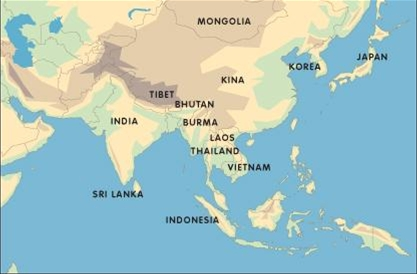 MONGOLIA
KINA
KOREA
JAPAN
TIBET
BHUTAN
INDIA
BURMA
LAOS
THAILAND
VIETNAM
SRI LANKA
INDONESIA